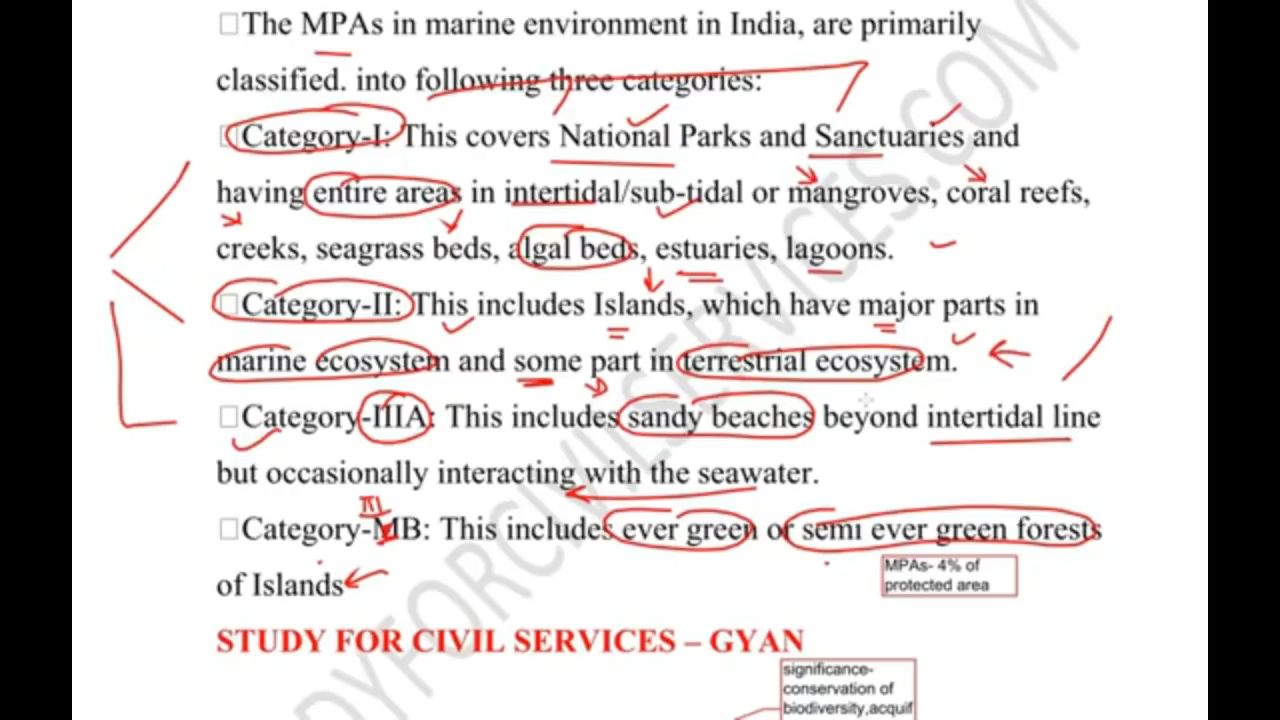 □The MPAs in marine environment in India, are primarily
classified. into following three categories:
□Category-I: This covers National Parks and Sanctuaries and
having entire areas in intertidal/sub-tidal or mangroves, coral reefs,
creeks, seagrass beds, algal beds, estuaries, lagoons.
□Category-II: This includes Islands, which have major parts in
marine ecosystem and some part in terrestrial ecosystem.
□Category-IIIA: This includes sandy beaches beyond intertidal line
but occasionally interacting with the seawater.
III
□Category-MB: This includes ever green or semi ever green forests
of Islands
MPAs- 4% of
protected area
STUDY FOR CIVIL SERVICES – GYAN
significance-
conservation of
biodiversity,acquif
DYFORCIVILSERVICES.COM